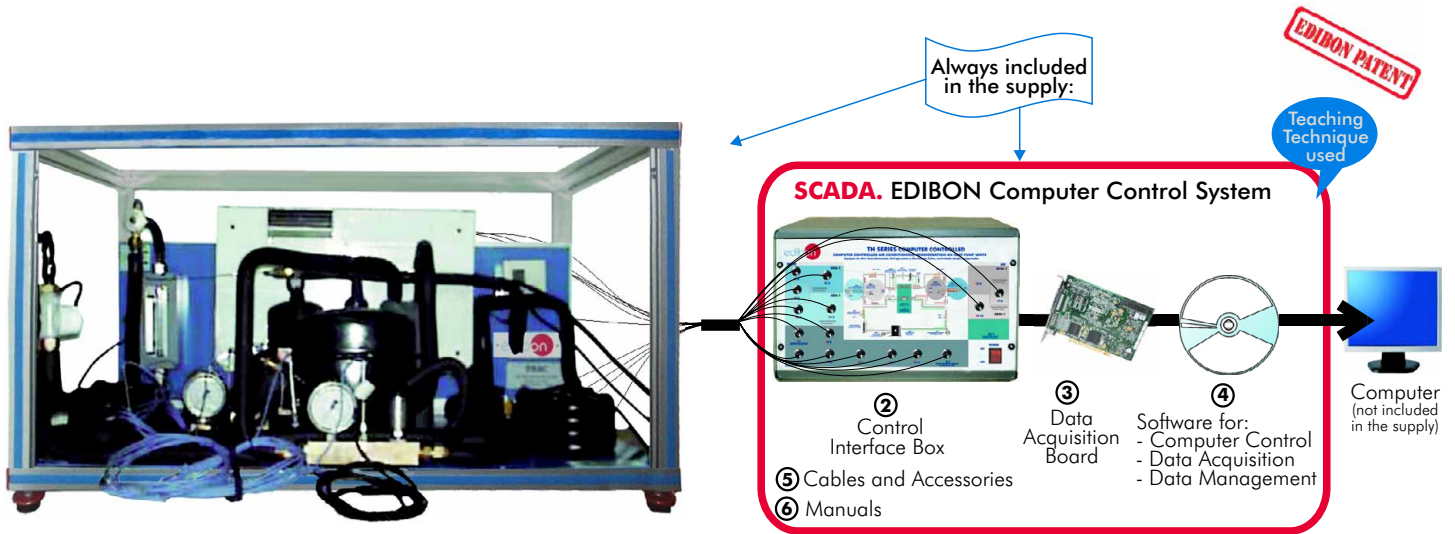 EDIBON PATENT
Always included
in the supply:
Teaching
Technique
used
SCADA. EDIBON Computer Control System
TH SERIES COMPUTER CONTROLLED
②
Control
Interface Box
③
Data
Acquisition
Board
④
Software for:
- Computer Control
- Data Acquisition
- Data Management
Computer
(not included
in the supply)
⑤ Cables and Accessories
⑥ Manuals